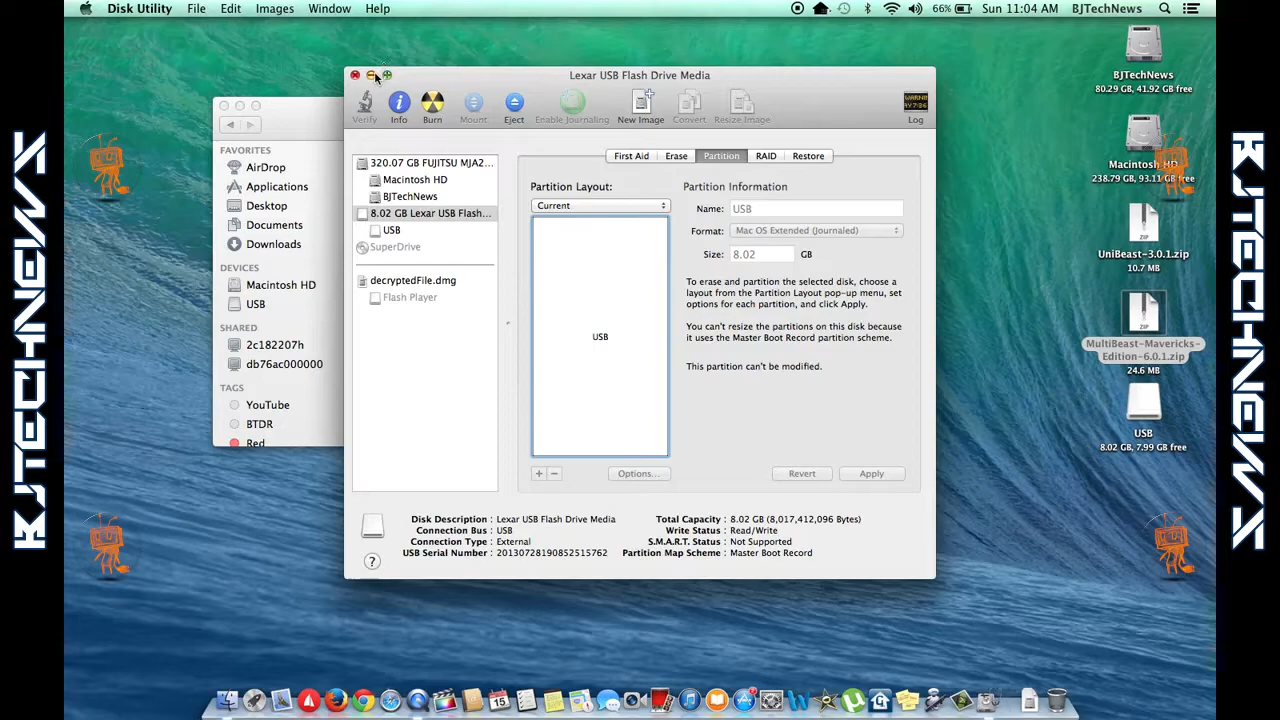 Disk Utility File Edit Images Window Help 66% Sun 11:04 AM BJTechNews
Lexar USB Flash Drive Media
Verify Info Burn Mount Eject Enable Journaling New Image Convert Resize Image Log
WARNI
AY 7:36
FAVORITES
AirDrop
Applications
Desktop
Documents
Downloads
DEVICES
Macintosh HD
USB
SHARED
2c182207h
db76ac000000
TAGS
YouTube
BTDR
Red
320.07 GB FUJITSU MJA2...
Macintosh HD
BJTechNews
8.02 GB Lexar USB Flash...
USB
SuperDrive
decryptedFile.dmg
Flash Player
First Aid Erase Partition RAID Restore
Partition Layout:
Current
USB
+ − Options...
Partition Information
Name: USB
Format: Mac OS Extended (Journaled)
Size: 8.02 GB
To erase and partition the selected disk, choose a
layout from the Partition Layout pop-up menu, set
options for each partition, and click Apply.
You can't resize the partitions on this disk because
it uses the Master Boot Record partition scheme.
This partition can't be modified.
Revert Apply
Disk Description : Lexar USB Flash Drive Media
Connection Bus : USB
Connection Type : External
USB Serial Number : 20130728190852515762
Total Capacity : 8.02 GB (8,017,412,096 Bytes)
Write Status : Read/Write
S.M.A.R.T. Status : Not Supported
Partition Map Scheme : Master Boot Record
?
BJTechNews
80.29 GB, 41.92 GB free
Macintosh HD
238.79 GB, 93.11 GB free
ZIP
UniBeast-3.0.1.zip
10.7 MB
ZIP
MultiBeast-Mavericks-
Edition-6.0.1.zip
24.6 MB
USB
8.02 GB, 7.99 GB free
BJTECHNEWS
BJTECHNEWS